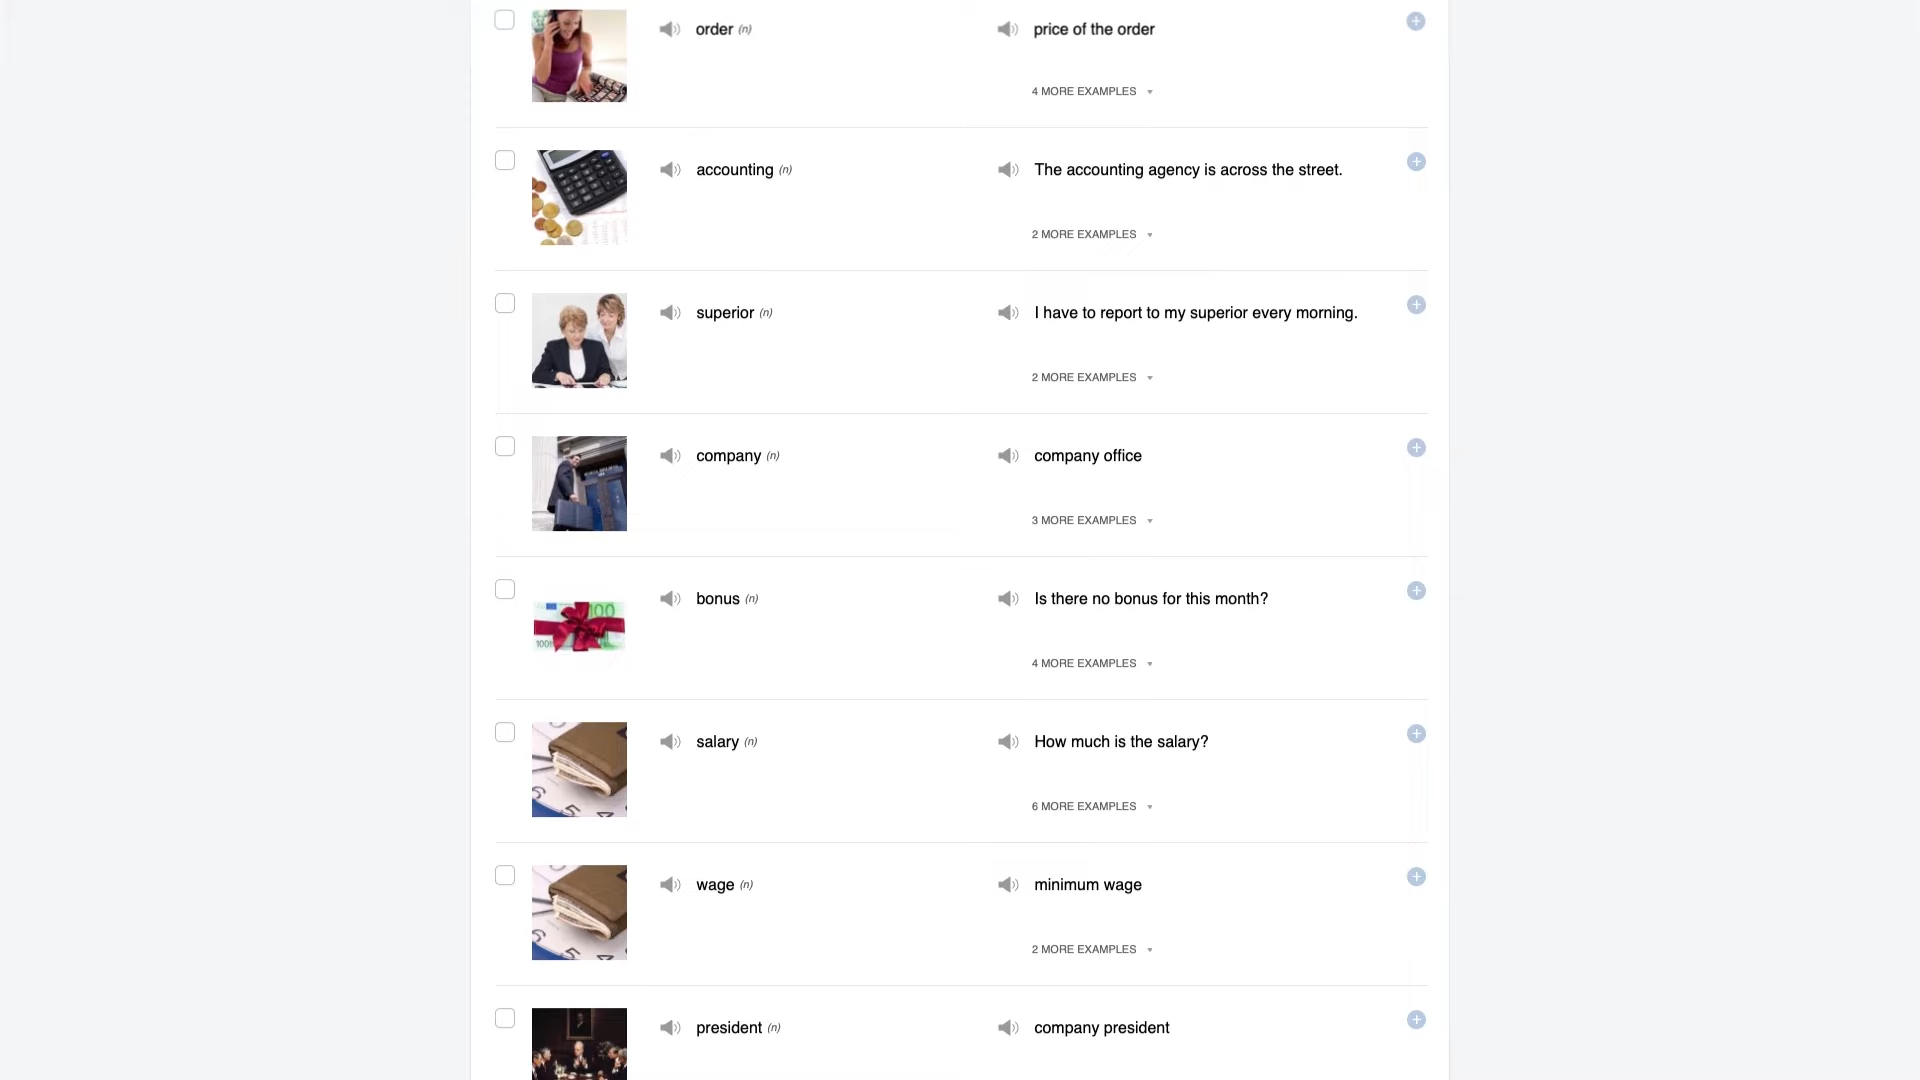 order (n) price of the order
4 MORE EXAMPLES
accounting (n) The accounting agency is across the street.
2 MORE EXAMPLES
superior (n) I have to report to my superior every morning.
2 MORE EXAMPLES
company (n) company office
3 MORE EXAMPLES
bonus (n) Is there no bonus for this month?
4 MORE EXAMPLES
salary (n) How much is the salary?
6 MORE EXAMPLES
wage (n) minimum wage
2 MORE EXAMPLES
president (n) company president